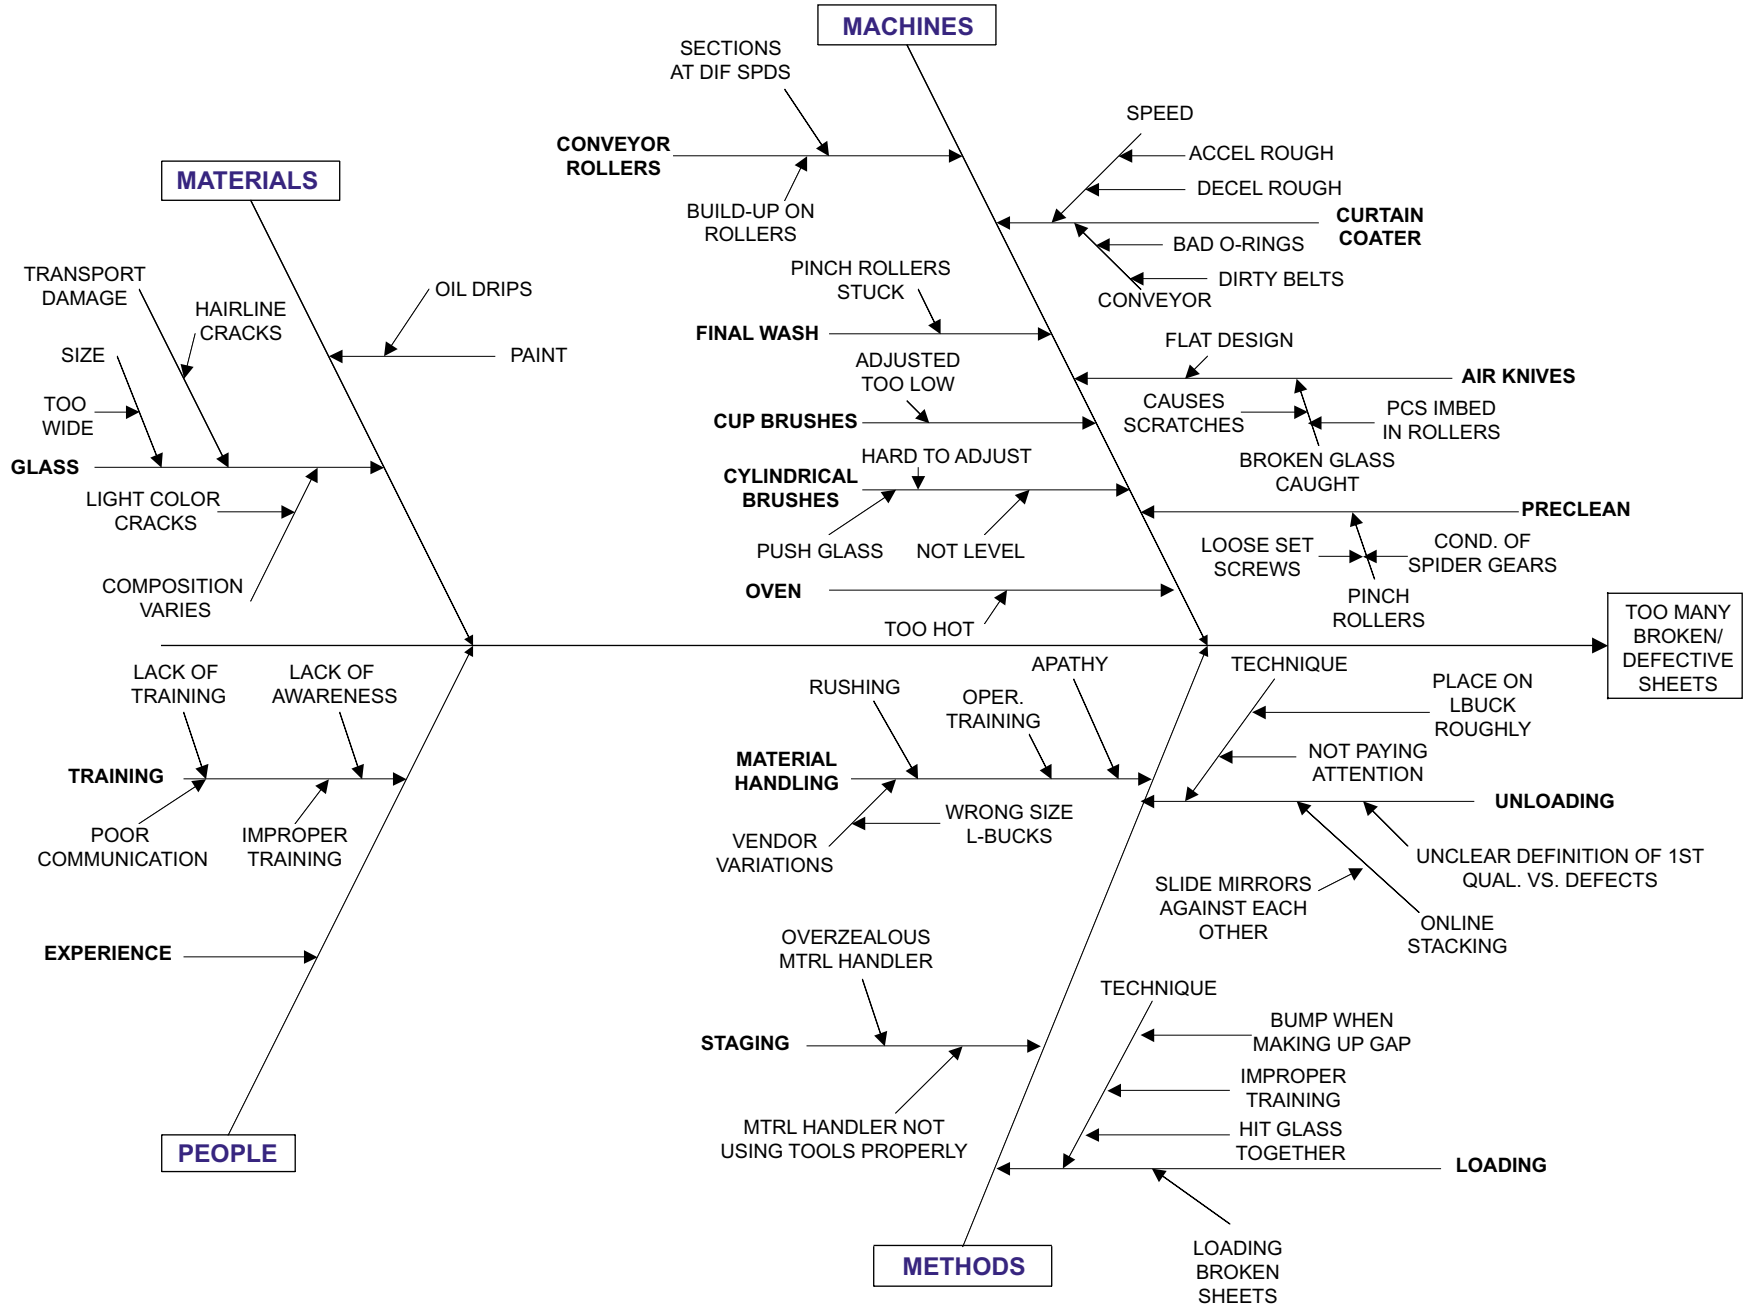 MACHINES
SECTIONS
AT DIF SPDS
CONVEYOR
ROLLERS
BUILD-UP ON
ROLLERS
SPEED
ACCEL ROUGH
DECEL ROUGH
CURTAIN
COATER
BAD O-RINGS
DIRTY BELTS
CONVEYOR
PINCH ROLLERS
STUCK
FINAL WASH
FLAT DESIGN
AIR KNIVES
CAUSES
SCRATCHES
PCS IMBED
IN ROLLERS
BROKEN GLASS
CAUGHT
ADJUSTED
TOO LOW
CUP BRUSHES
HARD TO ADJUST
CYLINDRICAL
BRUSHES
PUSH GLASS
NOT LEVEL
PRECLEAN
LOOSE SET
SCREWS
COND. OF
SPIDER GEARS
PINCH
ROLLERS
OVEN
TOO HOT
MATERIALS
TRANSPORT
DAMAGE
HAIRLINE
CRACKS
OIL DRIPS
PAINT
SIZE
TOO
WIDE
GLASS
LIGHT COLOR
CRACKS
COMPOSITION
VARIES
TOO MANY
BROKEN/
DEFECTIVE
SHEETS
LACK OF
TRAINING
LACK OF
AWARENESS
TRAINING
POOR
COMMUNICATION
IMPROPER
TRAINING
EXPERIENCE
PEOPLE
RUSHING
OPER.
TRAINING
APATHY
MATERIAL
HANDLING
VENDOR
VARIATIONS
WRONG SIZE
L-BUCKS
TECHNIQUE
PLACE ON
LBUCK
ROUGHLY
NOT PAYING
ATTENTION
UNLOADING
UNCLEAR DEFINITION OF 1ST
QUAL. VS. DEFECTS
SLIDE MIRRORS
AGAINST EACH
OTHER
ONLINE
STACKING
OVERZEALOUS
MTRL HANDLER
STAGING
MTRL HANDLER NOT
USING TOOLS PROPERLY
TECHNIQUE
BUMP WHEN
MAKING UP GAP
IMPROPER
TRAINING
HIT GLASS
TOGETHER
LOADING
LOADING
BROKEN
SHEETS
METHODS